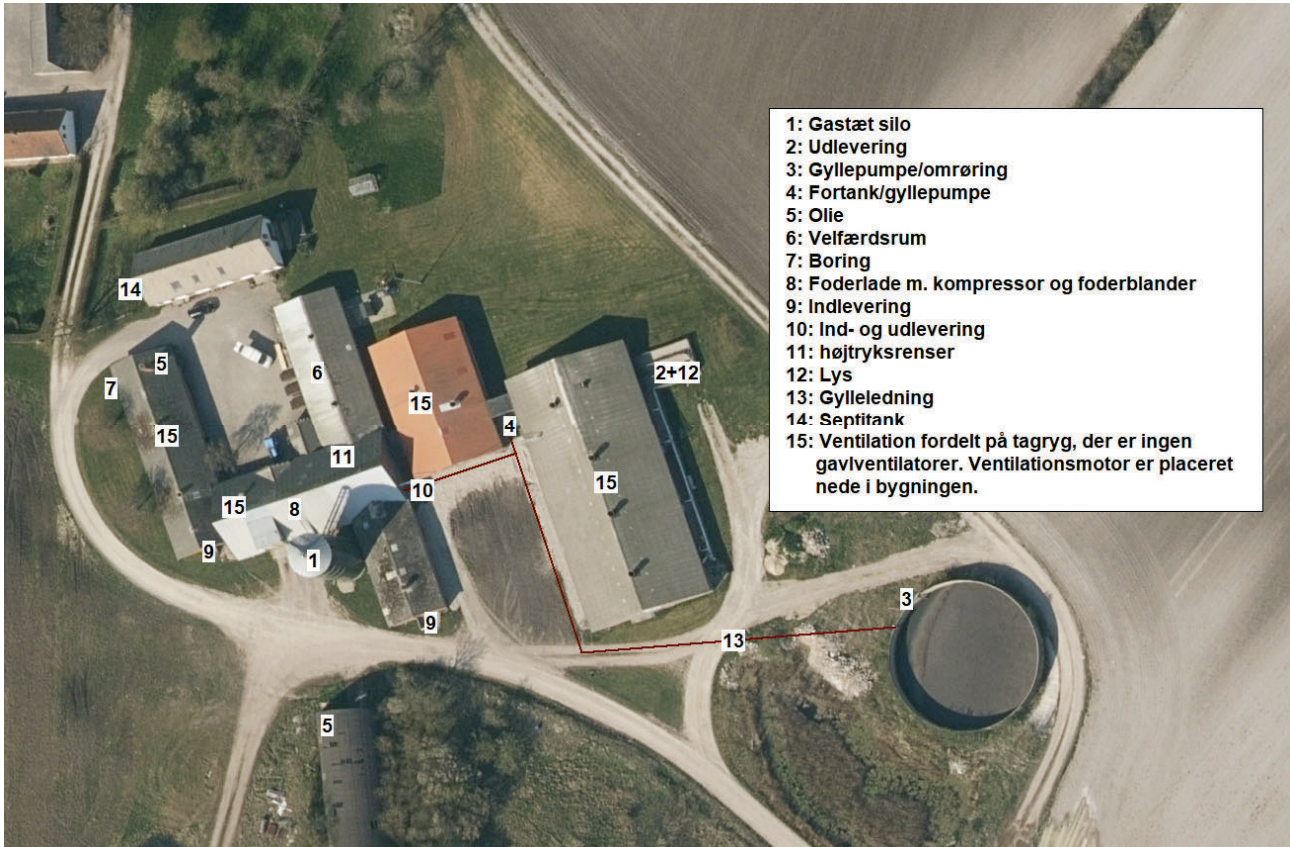 1: Gastæt silo
2: Udlevering
3: Gyllepumpe/omrøring
4: Fortank/gyllepumpe
5: Olie
6: Velfærdsrum
7: Boring
8: Foderlade m. kompressor og foderblander
9: Indlevering
10: Ind- og udlevering
11: højtryksrenser
12: Lys
13: Gylleledning
14: Septitank
15: Ventilation fordelt på tagryg, der er ingen
gavlventilatorer. Ventilationsmotor er placeret
nede i bygningen.
14
5
7
6
2+12
15
15
4
15
11
10
15
15
8
9
1
3
9
13
5